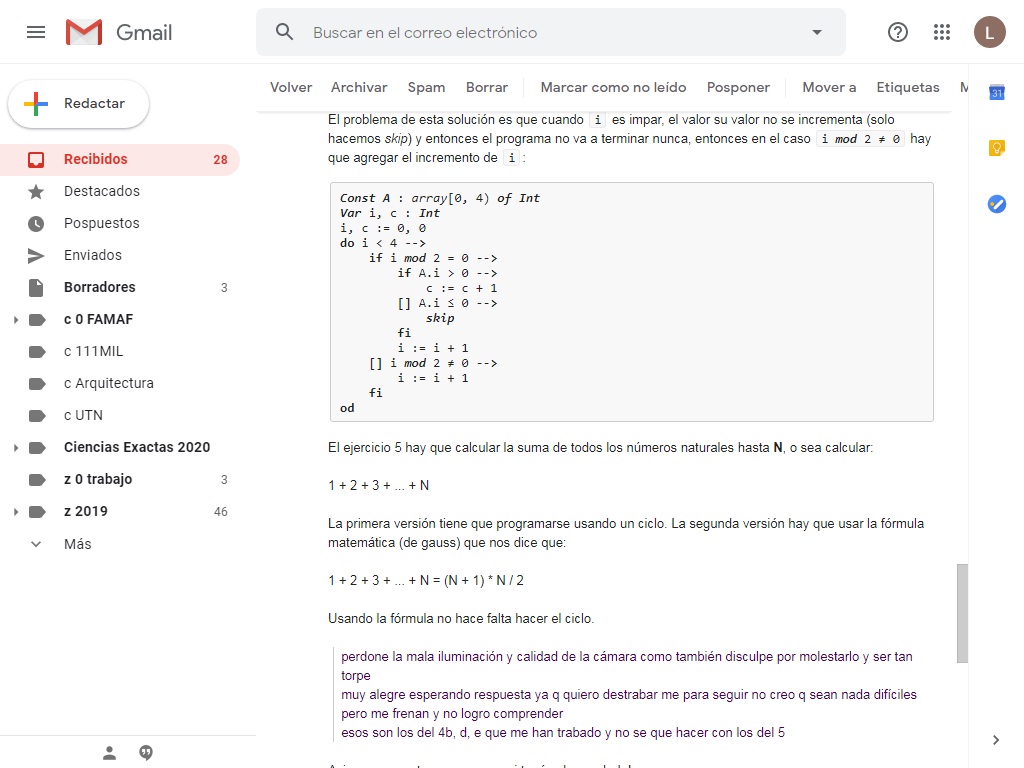 Gmail
Buscar en el correo electrónico
L
Redactar
Recibidos 28
Destacados
Pospuestos
Enviados
Borradores 3
c 0 FAMAF
c 111MIL
c Arquitectura
c UTN
Ciencias Exactas 2020
z 0 trabajo 3
z 2019 46
Más
Volver Archivar Spam Borrar Marcar como no leído Posponer Mover a Etiquetas M
31
El problema de esta solución es que cuando i es impar, el valor su valor no se incrementa (solo
hacemos skip) y entonces el programa no va a terminar nunca, entonces en el caso i mod 2 ≠ 0 hay
que agregar el incremento de i :
Const A : array[0, 4) of Int
Var i, c : Int
i, c := 0, 0
do i < 4 -->
if i mod 2 = 0 -->
if A.i > 0 -->
c := c + 1
[] A.i ≤ 0 -->
skip
fi
i := i + 1
[] i mod 2 ≠ 0 -->
i := i + 1
fi
od
El ejercicio 5 hay que calcular la suma de todos los números naturales hasta N, o sea calcular:
1 + 2 + 3 + ... + N
La primera versión tiene que programarse usando un ciclo. La segunda versión hay que usar la fórmula
matemática (de gauss) que nos dice que:
1 + 2 + 3 + ... + N = (N + 1) * N / 2
Usando la fórmula no hace falta hacer el ciclo.
perdone la mala iluminación y calidad de la cámara como también disculpe por molestarlo y ser tan
torpe
muy alegre esperando respuesta ya q quiero destrabar me para seguir no creo q sean nada difíciles
pero me frenan y no logro comprender
esos son los del 4b, d, e que me han trabado y no se que hacer con los del 5